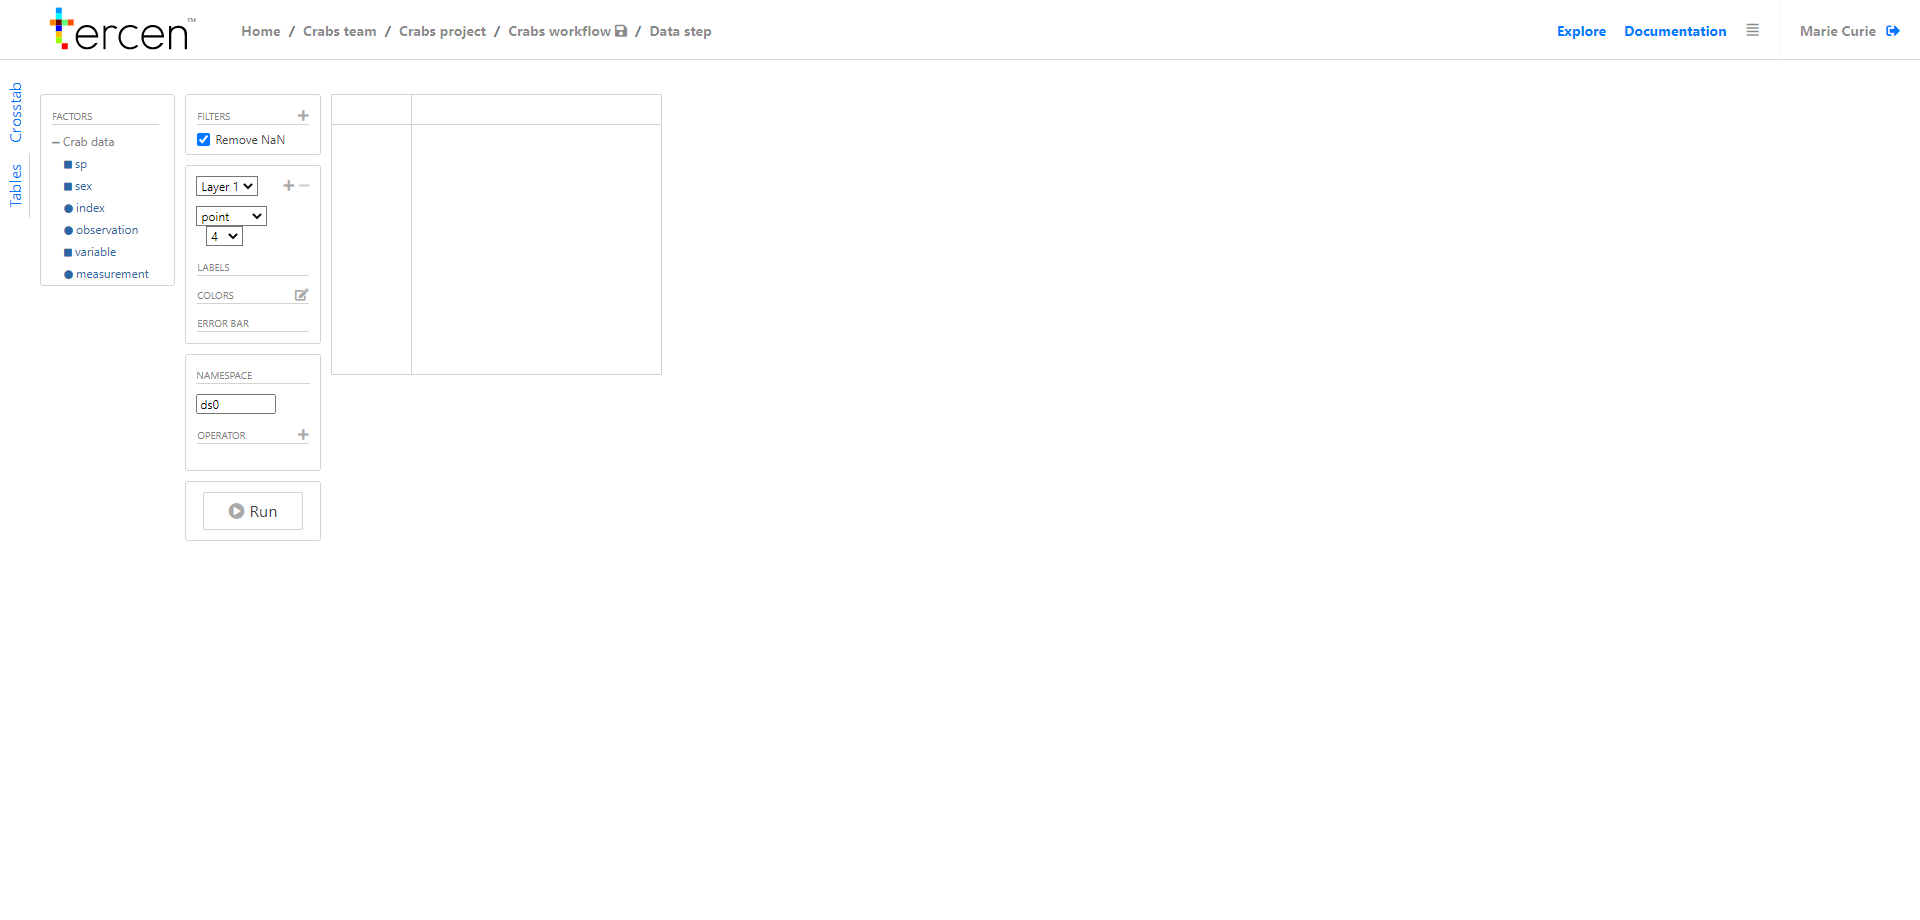 tercen™
Home / Crabs team / Crabs project / Crabs workflow / Data step
Explore Documentation
Marie Curie
Crosstab
Tables
FACTORS
Crab data
sp
sex
index
observation
variable
measurement
FILTERS
Remove NaN
Layer 1
point
4
LABELS
COLORS
ERROR BAR
NAMESPACE
ds0
OPERATOR
Run